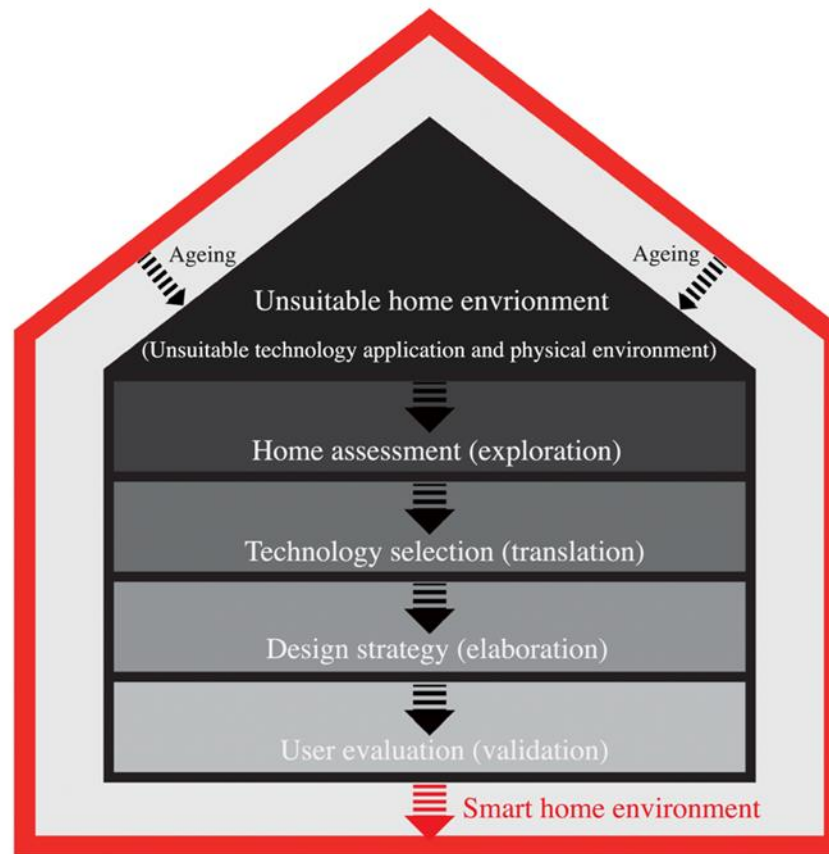 Ageing
Ageing
Unsuitable home envrionment
(Unsuitable technology application and physical environment)
Home assessment (exploration)
Technology selection (translation)
Design strategy (elaboration)
User evaluation (validation)
Smart home environment